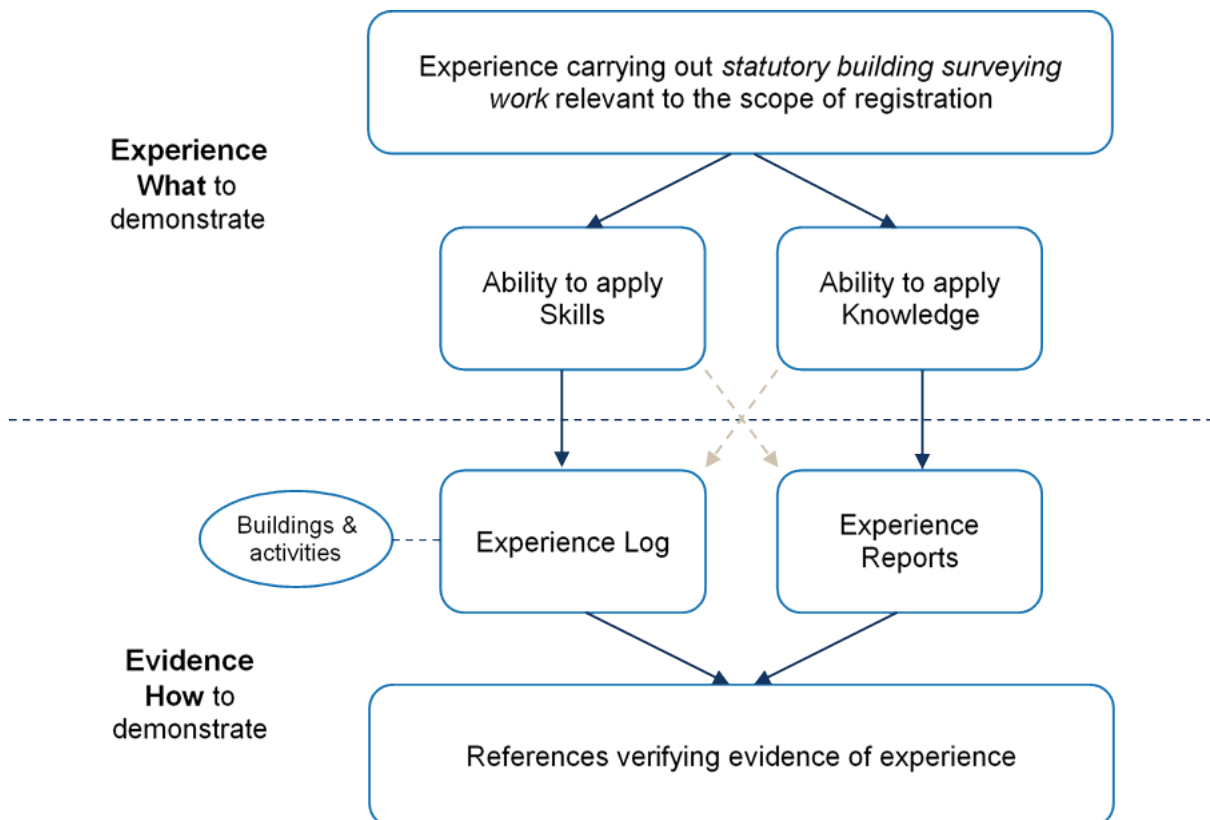 Experience carrying out statutory building surveying
work relevant to the scope of registration
Experience
What to
demonstrate
Ability to apply
Skills
Ability to apply
Knowledge
Buildings &
activities
Experience Log
Experience
Reports
Evidence
How to
demonstrate
References verifying evidence of experience